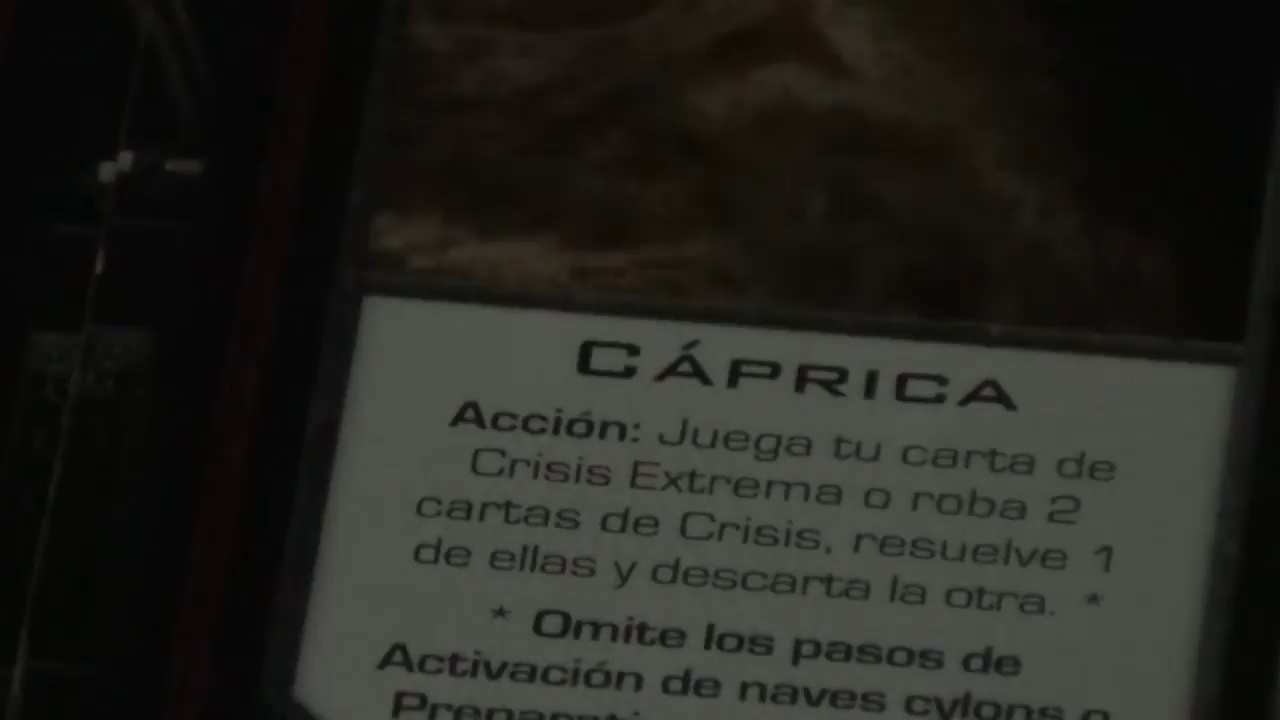 CÁPRICA
Acción: Juega tu carta de
Crisis Extrema o roba 2
cartas de Crisis, resuelve 1
de ellas y descarta la otra. *
* Omite los pasos de
Activación de naves cylons o